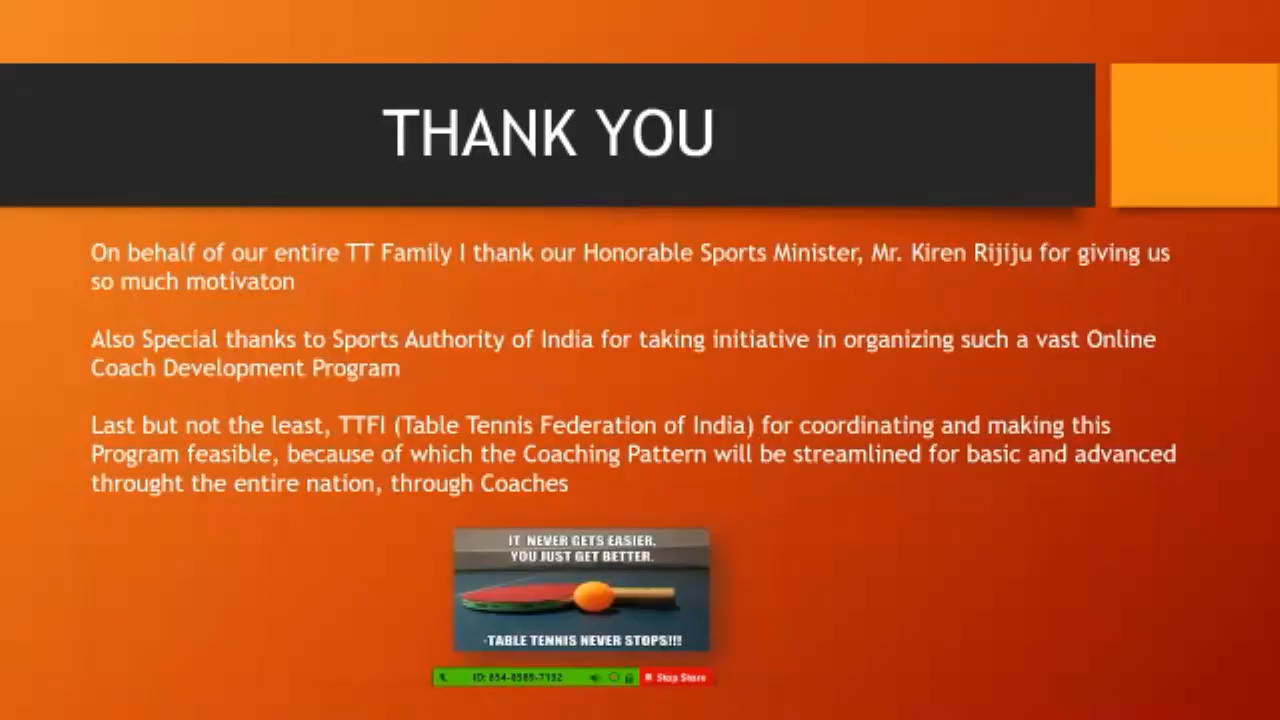 THANK YOU
On behalf of our entire TT Family I thank our Honorable Sports Minister, Mr. Kiren Rijiju for giving us
so much motivaton
Also Special thanks to Sports Authority of India for taking initiative in organizing such a vast Online
Coach Development Program
Last but not the least, TTFI (Table Tennis Federation of India) for coordinating and making this
Program feasible, because of which the Coaching Pattern will be streamlined for basic and advanced
throught the entire nation, through Coaches
IT NEVER GETS EASIER.
YOU JUST GET BETTER.
-TABLE TENNIS NEVER STOPS!!!
ID: Stop Share